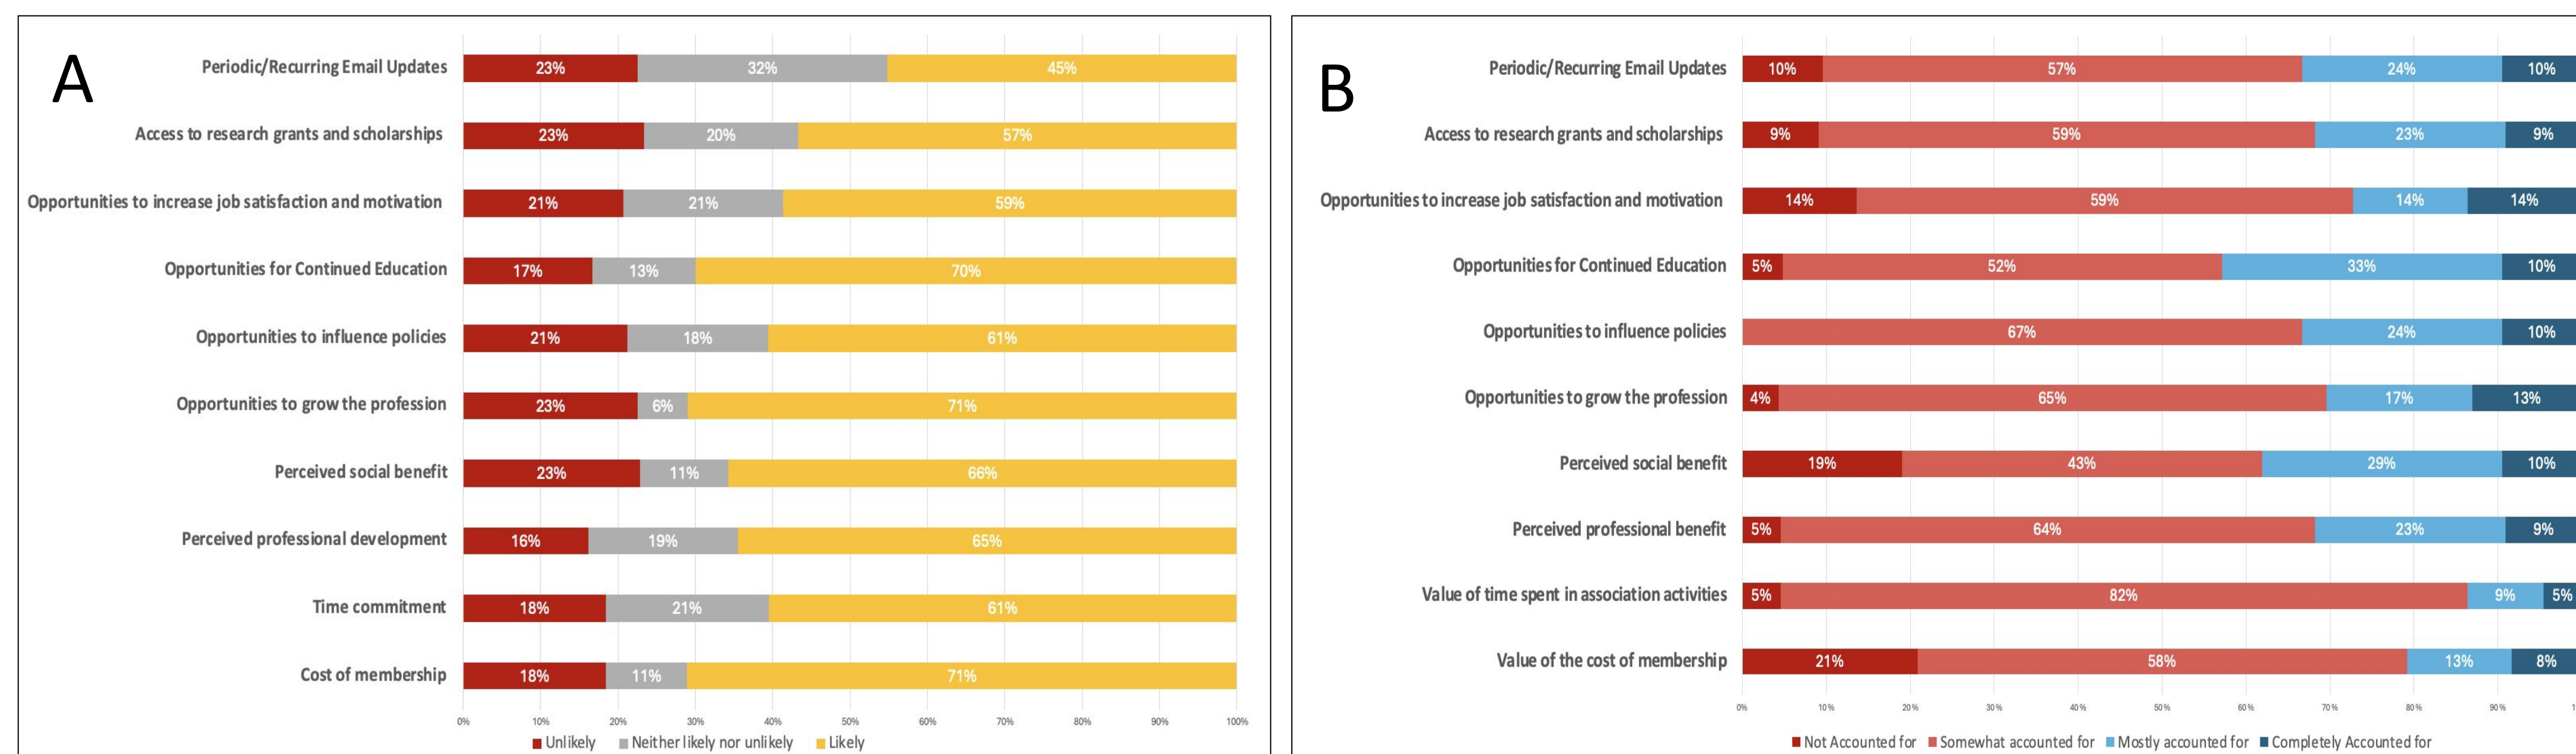 A
Periodic/Recurring Email Updates 23% 32% 45%
Access to research grants and scholarships 23% 20% 57%
Opportunities to increase job satisfaction and motivation 21% 21% 59%
Opportunities for Continued Education 17% 13% 70%
Opportunities to influence policies 21% 18% 61%
Opportunities to grow the profession 23% 6% 71%
Perceived social benefit 23% 11% 66%
Perceived professional development 16% 19% 65%
Time commitment 18% 21% 61%
Cost of membership 18% 11% 71%
0% 10% 20% 30% 40% 50% 60% 70% 80% 90% 100%
Unlikely Neither likely nor unlikely Likely
B
Periodic/Recurring Email Updates 10% 57% 24% 10%
Access to research grants and scholarships 9% 59% 23% 9%
Opportunities to increase job satisfaction and motivation 14% 59% 14% 14%
Opportunities for Continued Education 5% 52% 33% 10%
Opportunities to influence policies 67% 24% 10%
Opportunities to grow the profession 4% 65% 17% 13%
Perceived social benefit 19% 43% 29% 10%
Perceived professional benefit 5% 64% 23% 9%
Value of time spent in association activities 5% 82% 9% 5%
Value of the cost of membership 21% 58% 13% 8%
0% 10% 20% 30% 40% 50% 60% 70% 80% 90%
Not Accounted for Somewhat accounted for Mostly accounted for Completely Accounted for